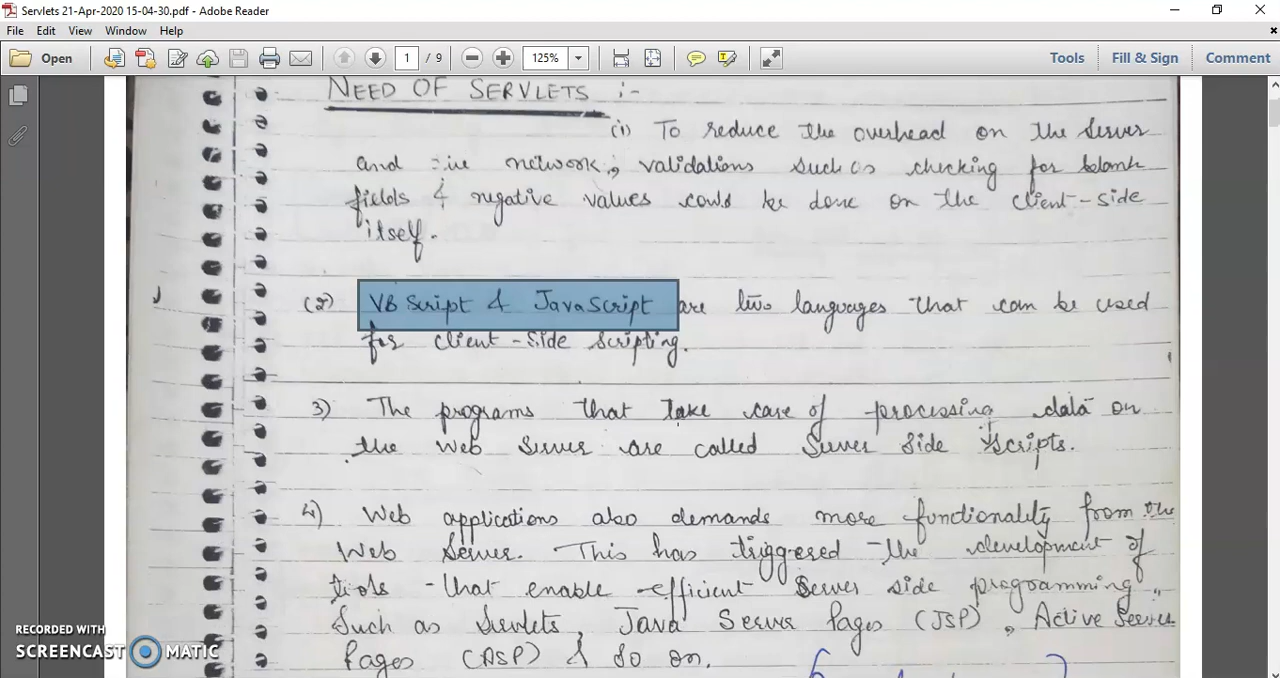 Servlets 21-Apr-2020 15-04-30.pdf - Adobe Reader
File Edit View Window Help
Open 1 / 9 125% Tools Fill & Sign Comment
NEED OF SERVLETS :-
(i) To reduce the overhead on the Server
and the network, validations such as checking for blank
fields & negative values could be done on the client-side
itself.
(2) VB Script & JavaScript are two languages that can be used
for client-side scripting.
3) The programs that take care of processing data on
the Web Server are called Server Side Scripts.
4) Web applications also demands more functionality from the
Web Server. This has triggered the development of
tools that enable efficient Server side programming,
Such as Servlets, Java Server Pages (JSP), Active Server
Pages (ASP) & so on.
RECORDED WITH
SCREENCAST MATIC